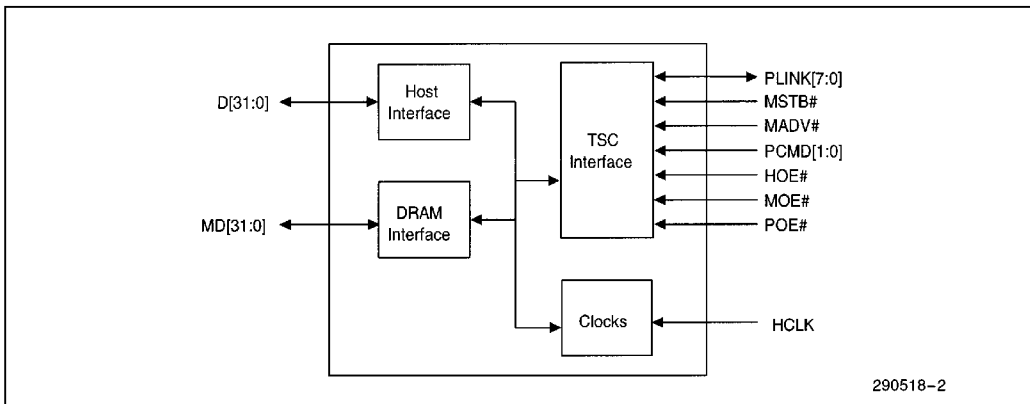 D[31:0]
Host
Interface
MD[31:0]
DRAM
Interface
TSC
Interface
Clocks
PLINK[7:0]
MSTB#
MADV#
PCMD[1:0]
HOE#
MOE#
POE#
HCLK
290518–2